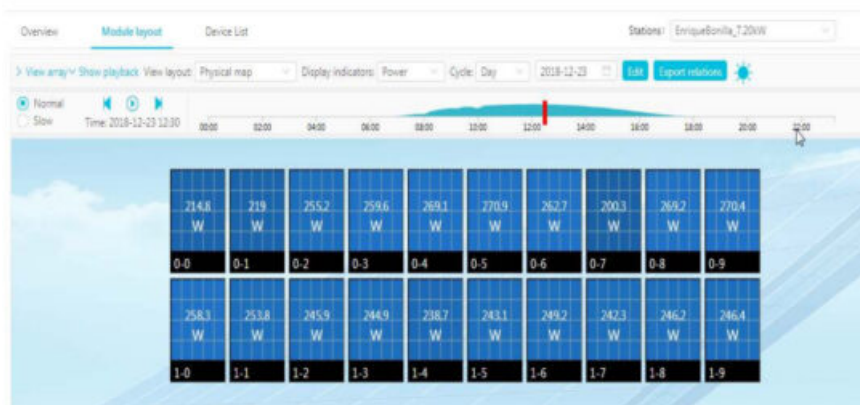 Overview Module layout Device List Stations: EnriqueBonilla_7.20kW
> View array Show playback View layout: Physical map Display indicators: Power Cycle: Day 2018-12-23 Edit Export relations
Normal
Slow Time: 2018-12-23 12:30
00:00 02:00 04:00 06:00 08:00 10:00 12:00 14:00 16:00 18:00 20:00 22:00
214.8 219 255.2 259.6 269.1 270.9 262.7 200.3 269.2 270.4
W W W W W W W W W W
0-0 0-1 0-2 0-3 0-4 0-5 0-6 0-7 0-8 0-9
258.3 253.8 245.9 244.9 238.7 243.1 249.2 242.3 246.2 246.4
W W W W W W W W W W
1-0 1-1 1-2 1-3 1-4 1-5 1-6 1-7 1-8 1-9